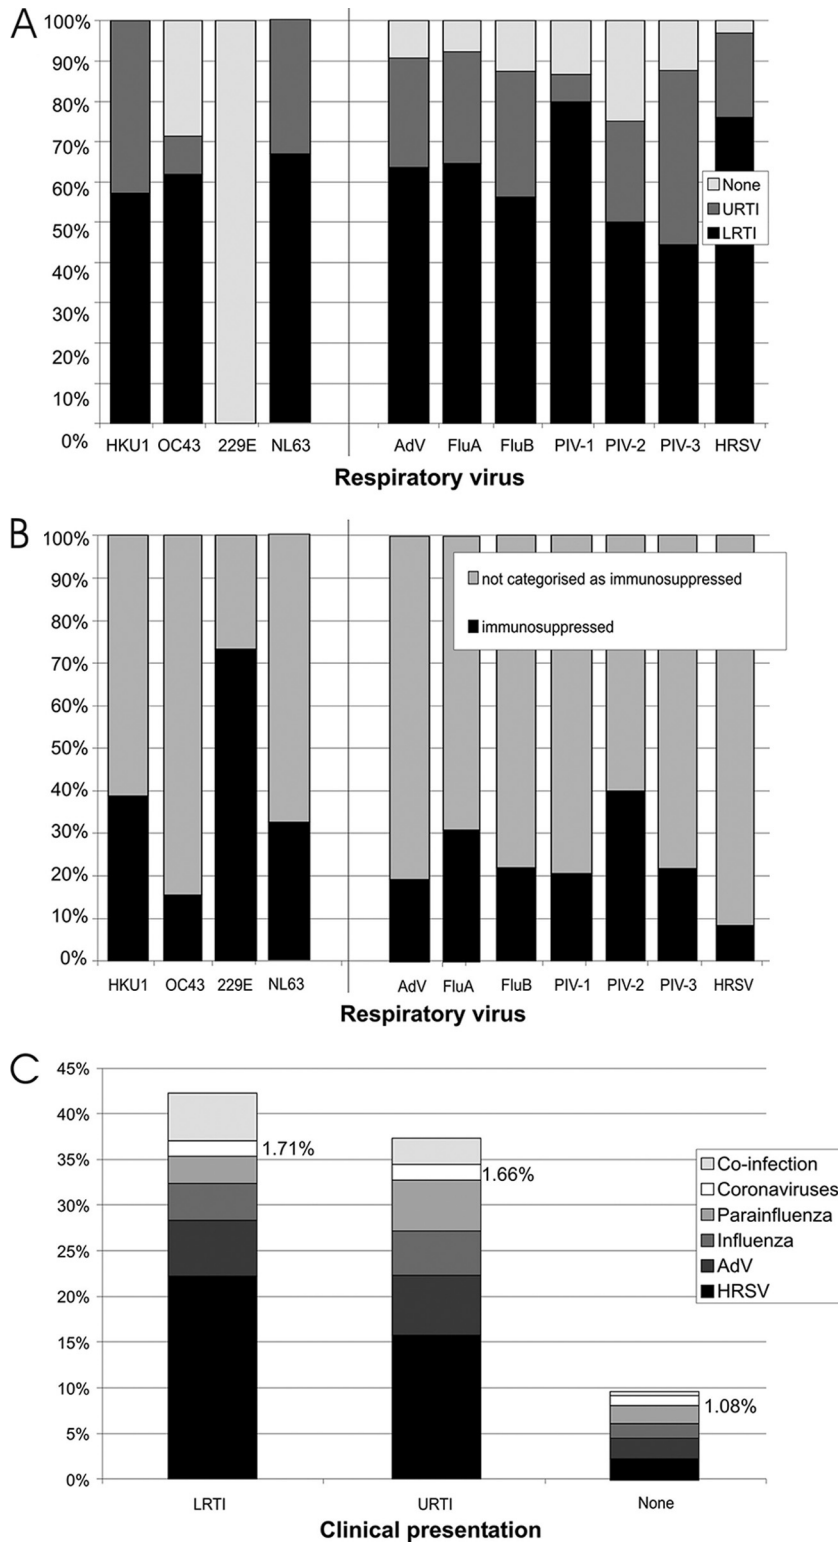 A
100%
90%
80%
70%
60%
50%
40%
30%
20%
10%
0%
None
URTI
LRTI
HKU1 OC43 229E NL63 AdV FluA FluB PIV-1 PIV-2 PIV-3 HRSV
Respiratory virus
B
100%
90%
80%
70%
60%
50%
40%
30%
20%
10%
0%
not categorised as immunosuppressed
immunosuppressed
HKU1 OC43 229E NL63 AdV FluA FluB PIV-1 PIV-2 PIV-3 HRSV
Respiratory virus
C
45%
40%
35%
30%
25%
20%
15%
10%
5%
0%
1.71%
1.66%
1.08%
Co-infection
Coronaviruses
Parainfluenza
Influenza
AdV
HRSV
LRTI URTI None
Clinical presentation